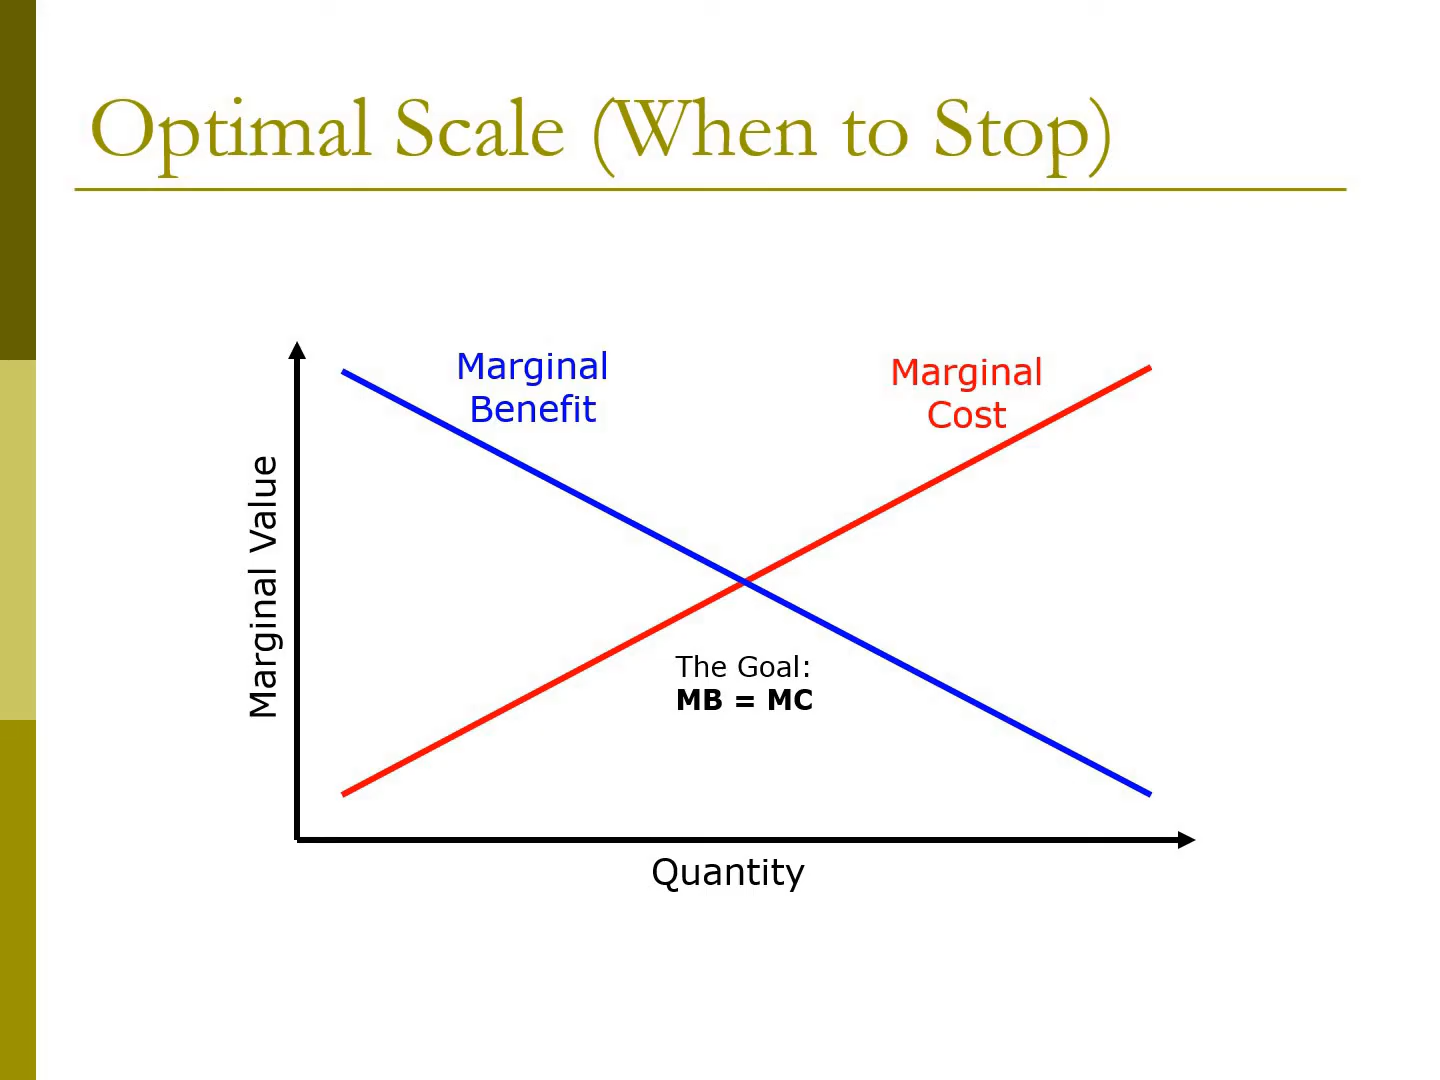 Optimal Scale (When to Stop)
Marginal
Benefit
Marginal
Cost
Marginal Value
The Goal:
MB = MC
Quantity